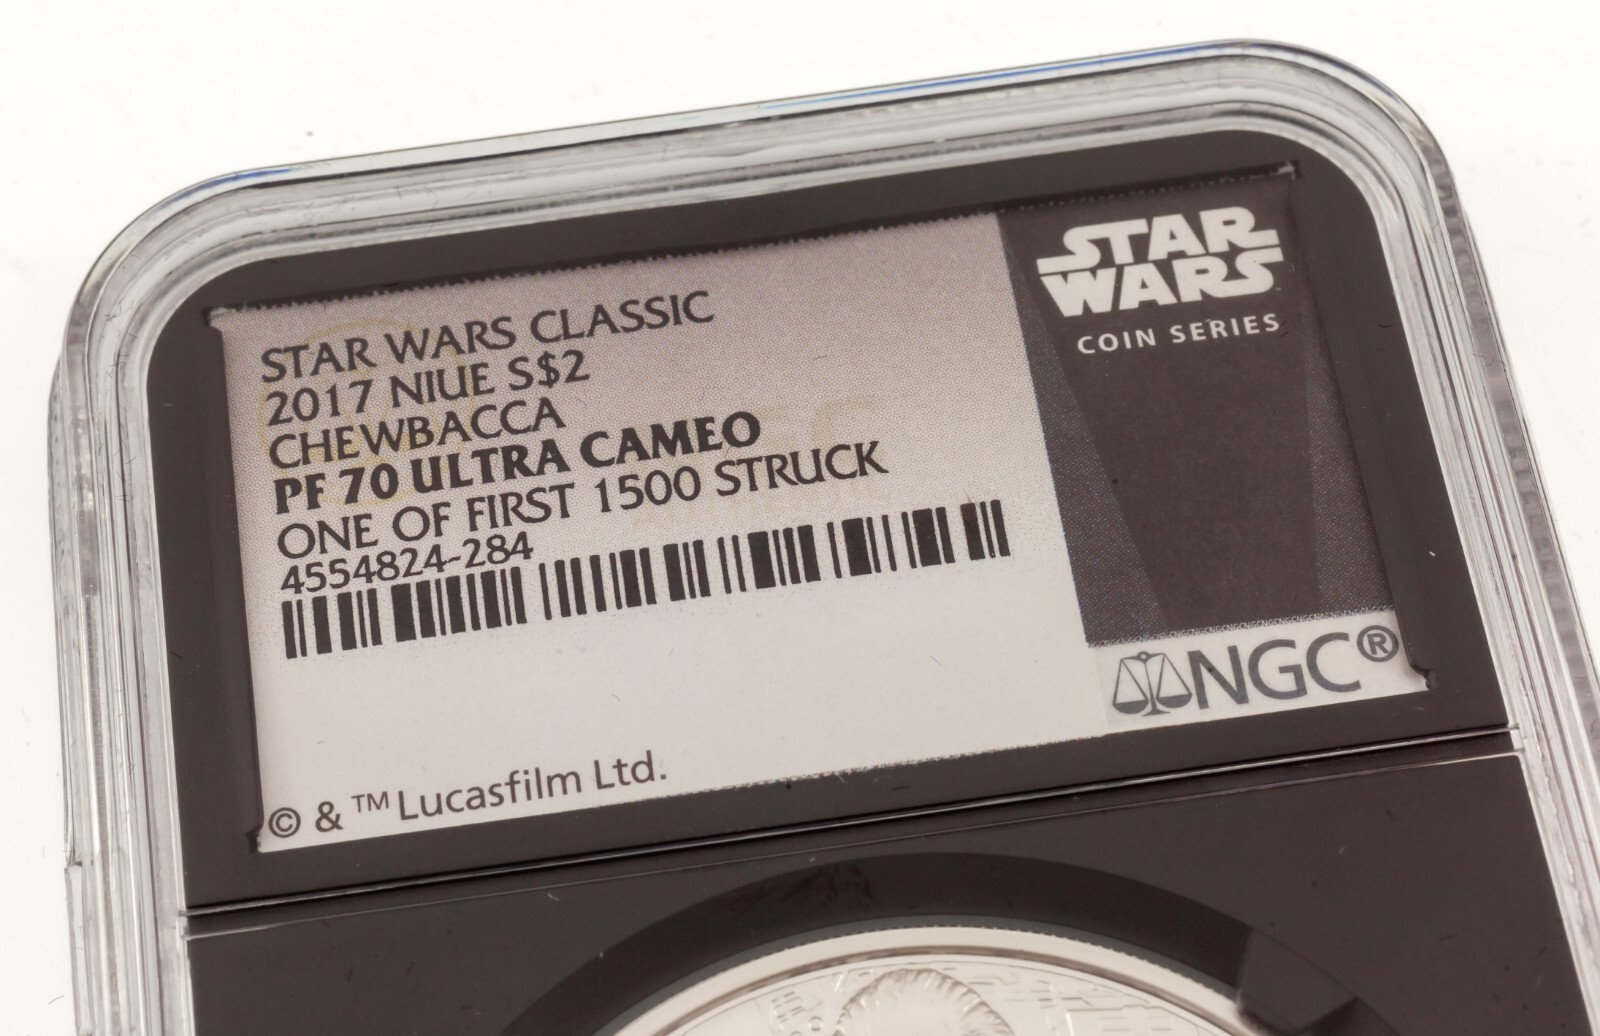 STAR WARS CLASSIC
2017 NIUE S$2
CHEWBACCA
PF 70 ULTRA CAMEO
ONE OF FIRST 1500 STRUCK
4554824-284
© & ™ Lucasfilm Ltd.
STAR
WARS
COIN SERIES
NGC®